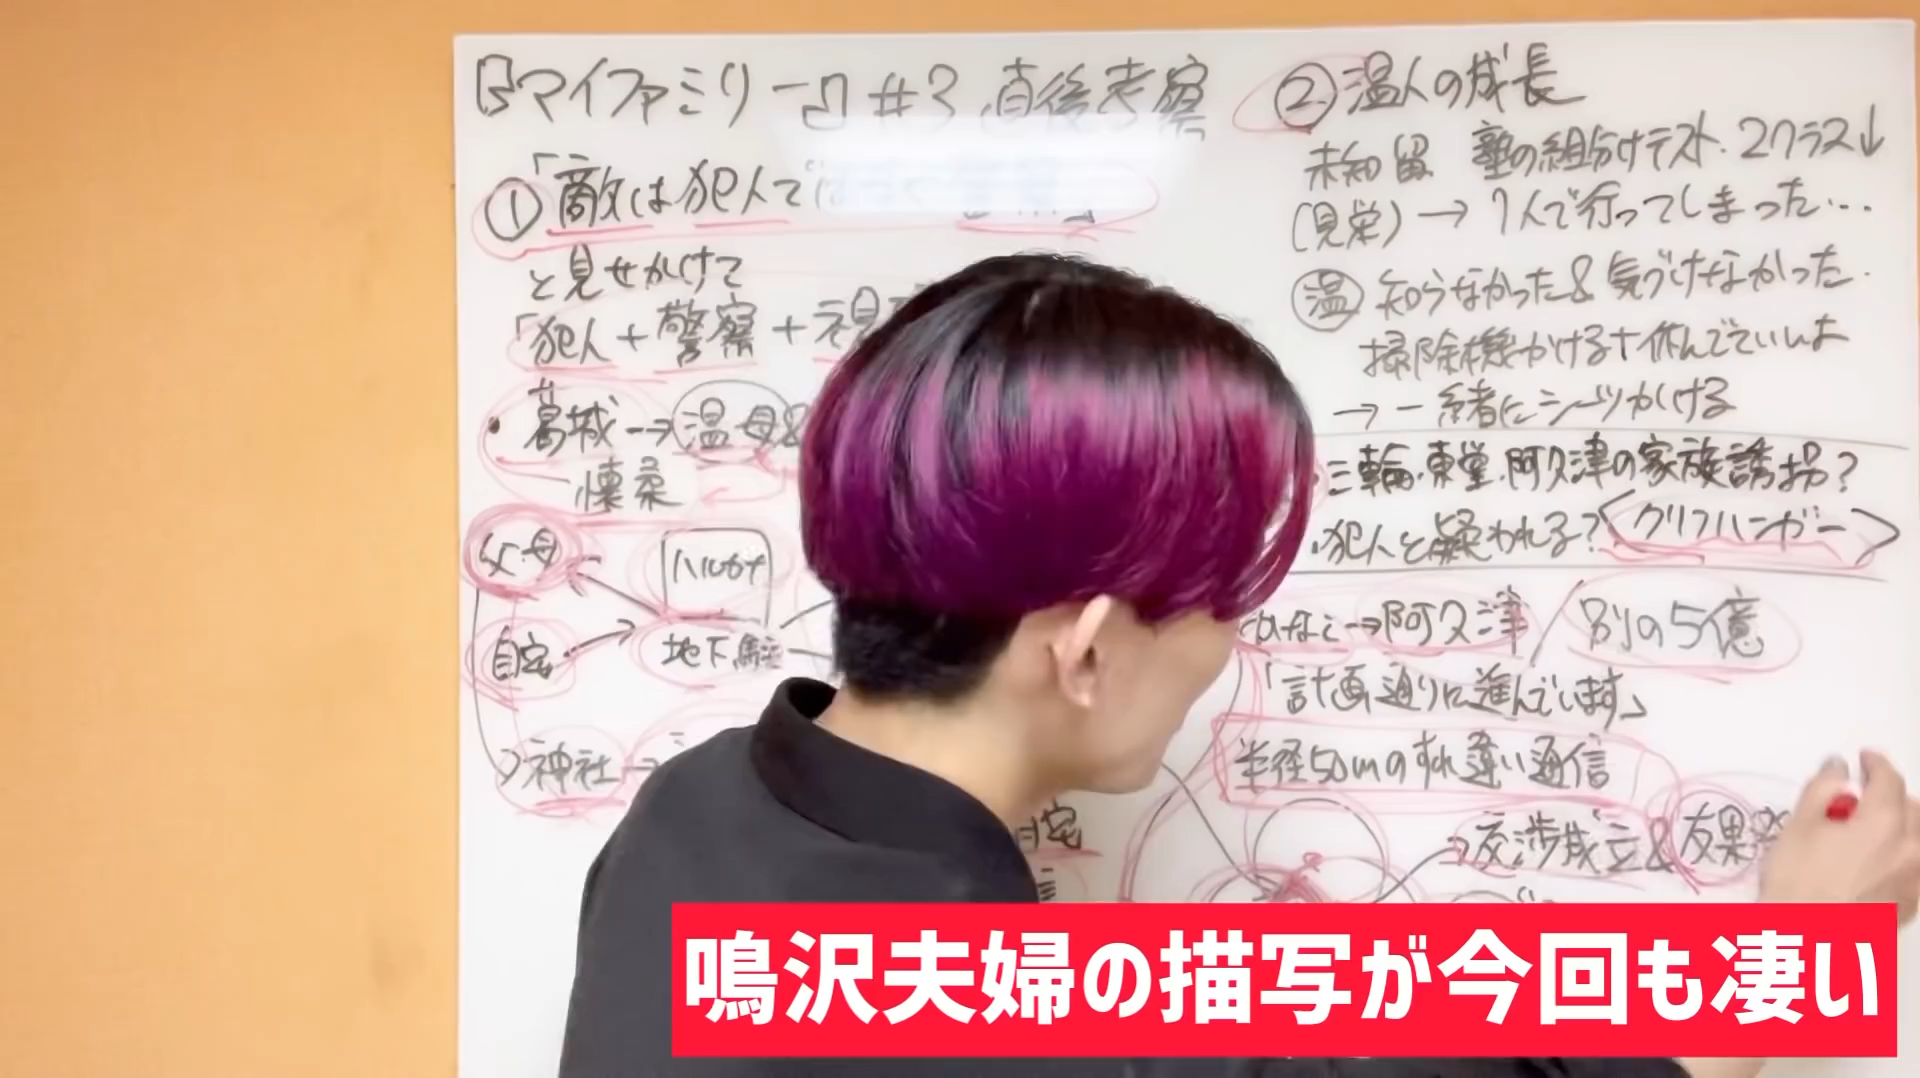 『マイファミリー』#3 直後考察
①「敵は犯人で
と見せかけて
「犯人+警察+
・葛城→温母&
懐柔
父母
ハルカナ
自宅
地下駐
神社→
自宅
②温人の成長
未知留 塾の組分けテスト.2クラス↓
(見栄)→1人で行ってしまった…
温 知らなかった&気づけなかった.
掃除機かける+休んでていいよ
→一緒にシーツかける
三輪.東堂.阿久津の家族誘拐?
・犯人と疑われる?<クリフハンガー>
→阿久津/別の5億
「計画通りに進んでいます」
半径50mのすれ違い通信
→交渉成立&友果
鳴沢夫婦の描写が今回も凄い